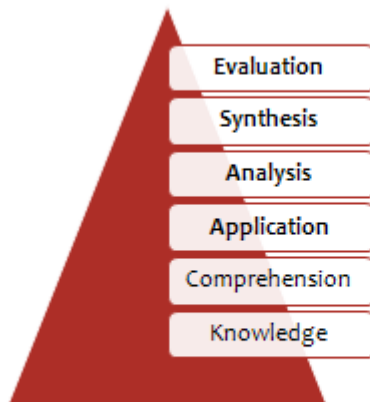 Evaluation
Synthesis
Analysis
Application
Comprehension
Knowledge